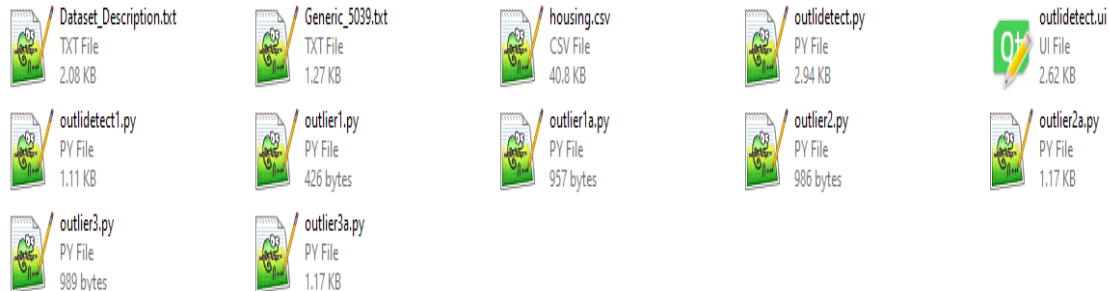 Dataset_Description.txt
TXT File
2.08 KB
Generic_5039.txt
TXT File
1.27 KB
housing.csv
CSV File
40.8 KB
outlidetect.py
PY File
2.94 KB
outlidetect.ui
UI File
2.62 KB
outlidetect1.py
PY File
1.11 KB
outlier1.py
PY File
426 bytes
outlier1a.py
PY File
957 bytes
outlier2.py
PY File
986 bytes
outlier2a.py
PY File
1.17 KB
outlier3.py
PY File
989 bytes
outlier3a.py
PY File
1.17 KB